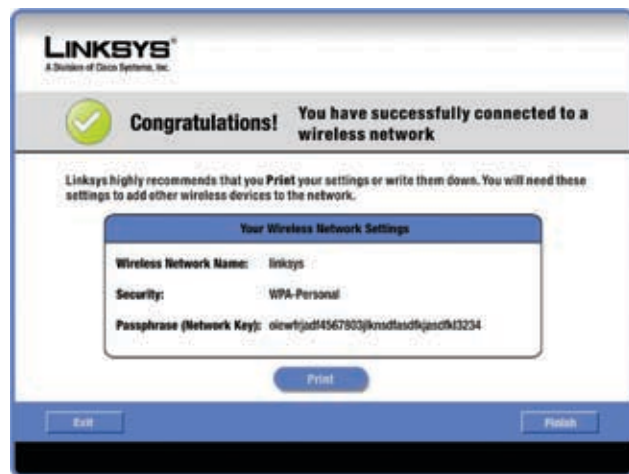 LINKSYS®
A Division of Cisco Systems, Inc.
Congratulations!
You have successfully connected to a
wireless network
Linksys highly recommends that you Print your settings or write them down. You will need these
settings to add other wireless devices to the network.
Your Wireless Network Settings
Wireless Network Name: linksys
Security: WPA-Personal
Passphrase (Network Key):
Print
Exit
Finish